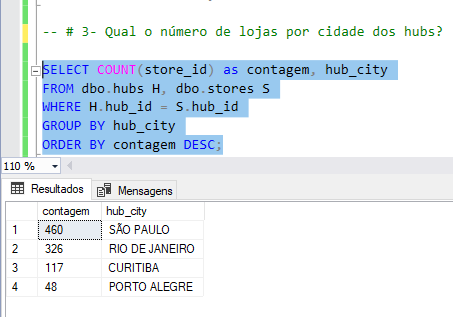 -- # 3- Qual o número de lojas por cidade dos hubs?
SELECT COUNT(store_id) as contagem, hub_city
FROM dbo.hubs H, dbo.stores S
WHERE H.hub_id = S.hub_id
GROUP BY hub_city
ORDER BY contagem DESC;
110 %
Resultados Mensagens
contagem hub_city
1 460 SÃO PAULO
2 326 RIO DE JANEIRO
3 117 CURITIBA
4 48 PORTO ALEGRE